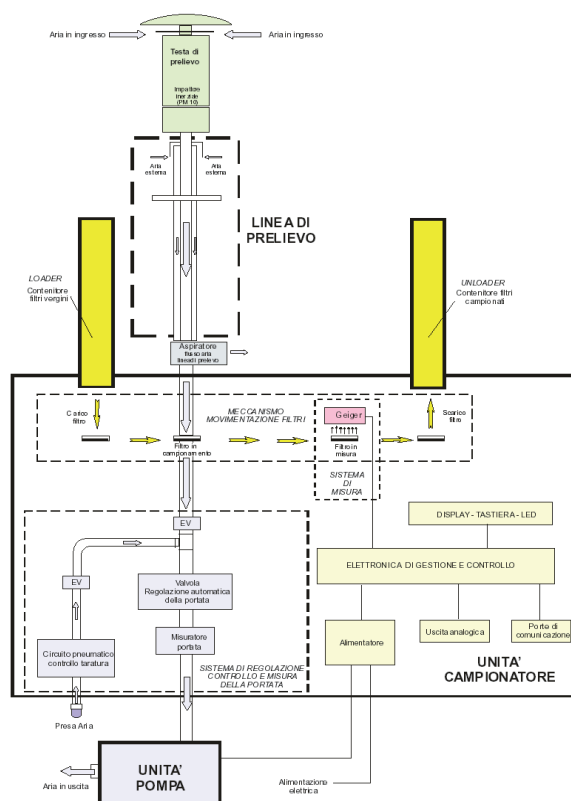 Aria in ingresso
Aria in ingresso
Testa di
prelievo
Impattore
inerziale
(PM 10)
Aria
esterna
Aria
esterna
LINEA DI
PRELIEVO
LOADER
Contenitore
filtri vergini
UNLOADER
Contenitore filtri
campionati
Aspiratore
flusso aria
linea di prelievo
Carico
filtro
MECCANISMO
MOVIMENTAZIONE FILTRI
Geiger
Scarico
filtro
Filtro in
campionamento
Filtro in
misura
SISTEMA
DI
MISURA
EV
DISPLAY - TASTIERA - LED
ELETTRONICA DI GESTIONE E CONTROLLO
EV
Valvola
Regolazione automatica
della portata
Misuratore
portata
Circuito pneumatico
controllo taratura
Alimentatore
Uscita analogica
Porte di
comunicazione
SISTEMA DI REGOLAZIONE
CONTROLLO E MISURA
DELLA PORTATA
UNITA'
CAMPIONATORE
Presa Aria
UNITA'
POMPA
Aria in uscita
Alimentazione
elettrica